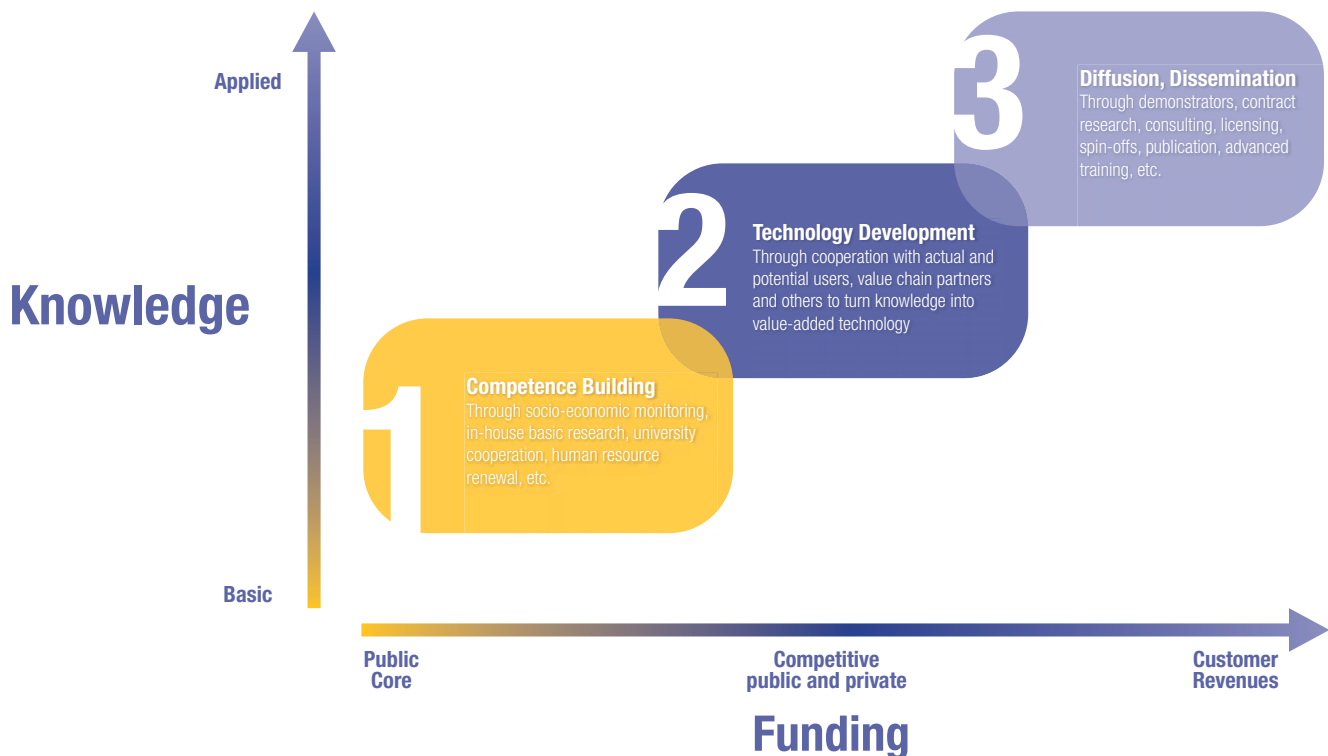 Applied
3
Diffusion, Dissemination
Through demonstrators, contract
research, consulting, licensing,
spin-offs, publication, advanced
training, etc.
2
Technology Development
Through cooperation with actual and
potential users, value chain partners
and others to turn knowledge into
value-added technology
Knowledge
1
Competence Building
Through socio-economic monitoring,
in-house basic research, university
cooperation, human resource
renewal, etc.
Basic
Public
Core
Competitive
public and private
Customer
Revenues
Funding